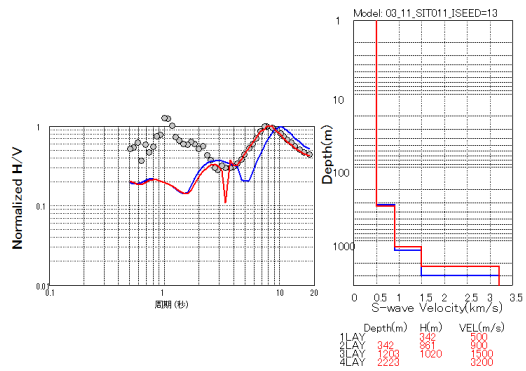 Model: 03_11_SIT011_ISEED=13
1
10
100
1000
Depth(m)
0 0.5 1 1.5 2 2.5 3 3.5
S-wave Velocity(km/s)
1
0.1
0.01
Normalized H/V
0.1 1 10 20
周期(秒)
Depth(m) H(m) VEL(m/s)
1LAY 342 500
2LAY 342 861 900
3LAY 1203 1020 1500
4LAY 2223 3200